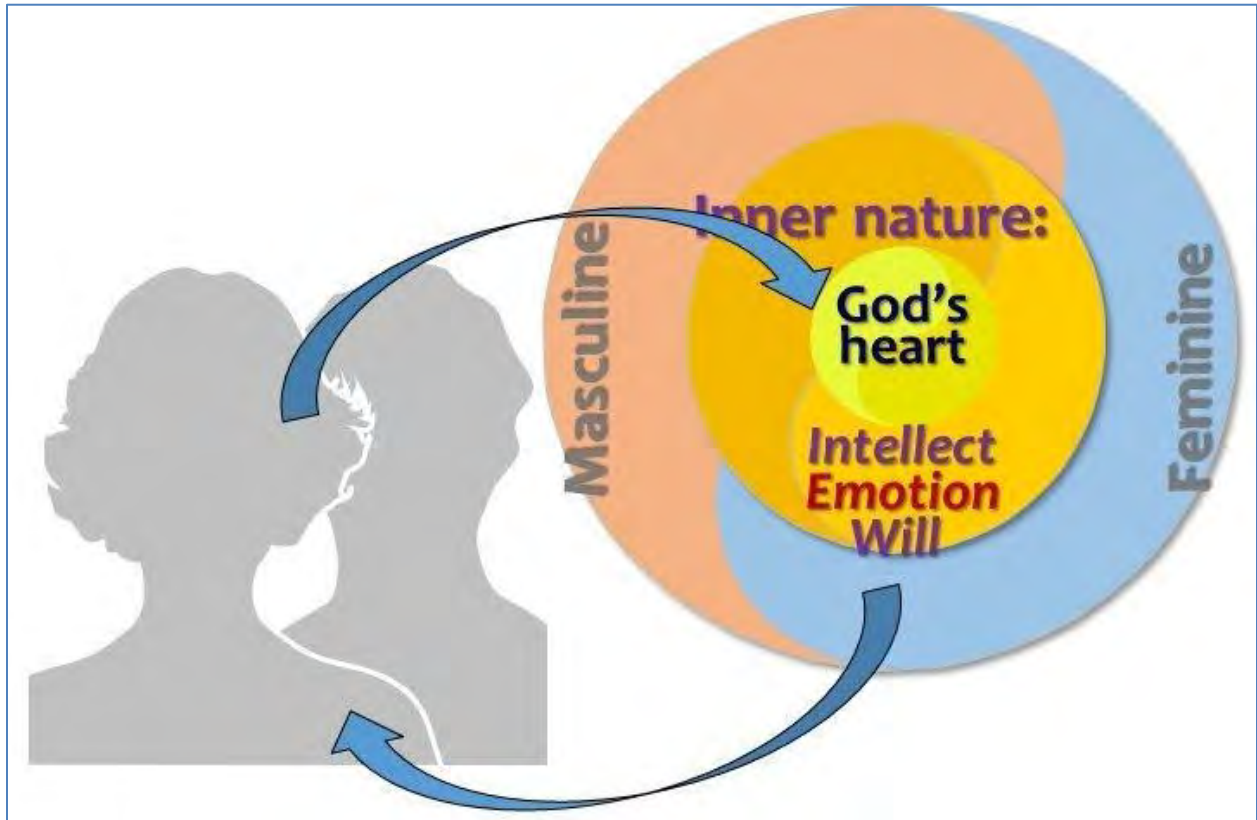 Inner nature:
God's
heart
Intellect
Emotion
Will
Masculine
Feminine